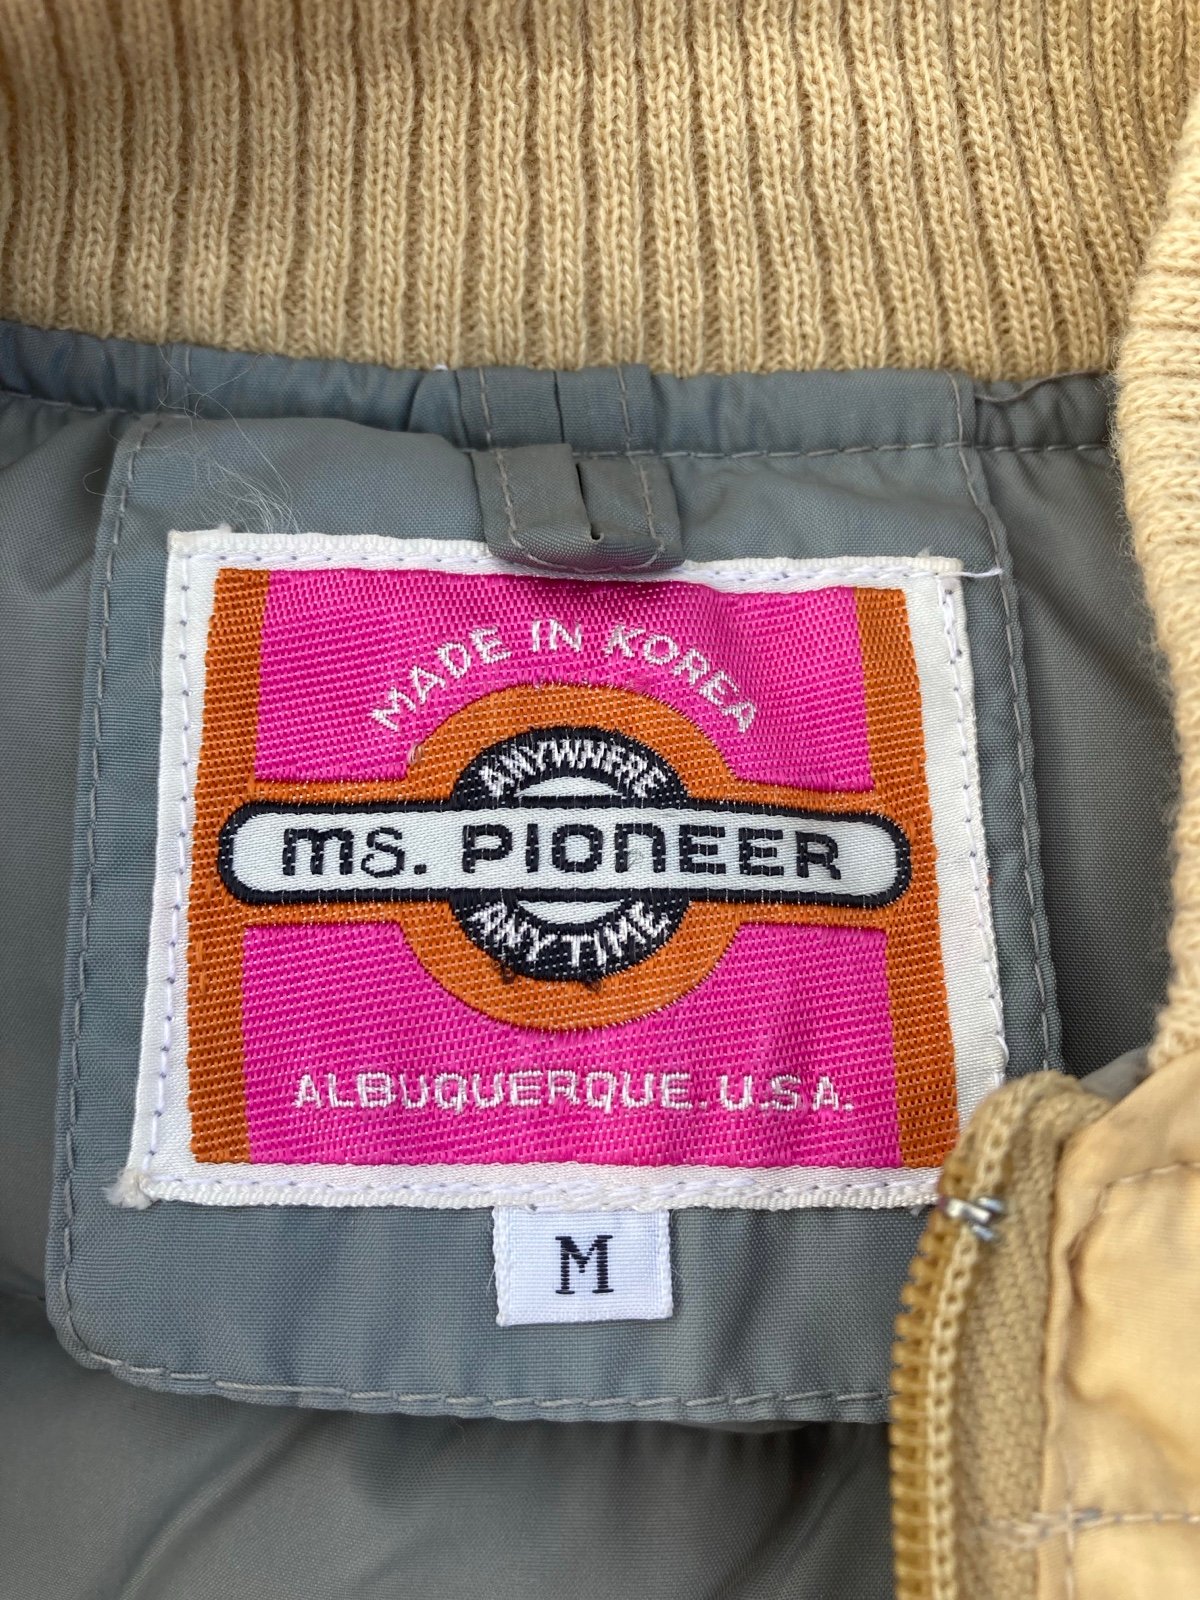 MADE IN KOREA
ANYWHERE
ms. PIONEER
ANYTIME
ALBUQUERQUE. U.S.A.
M